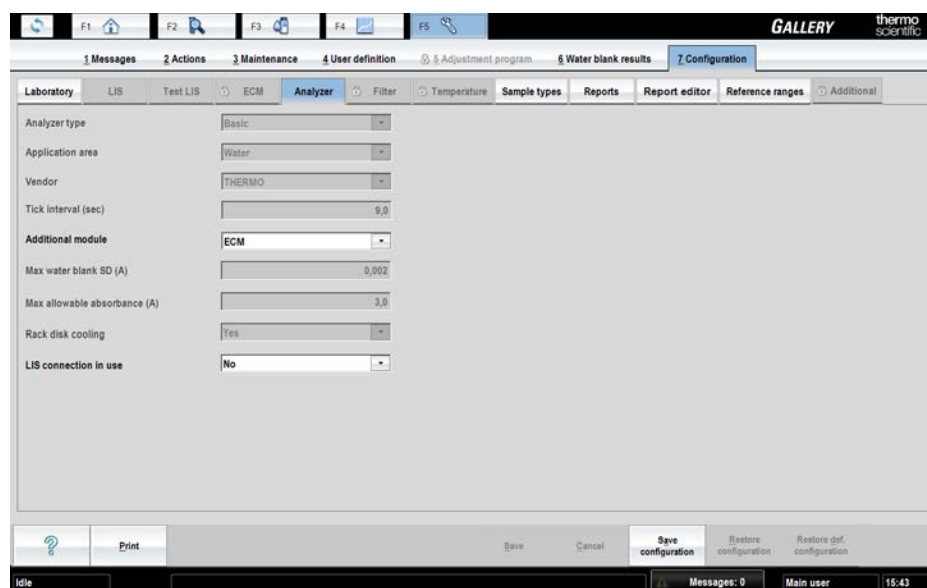 F1 F2 F3 F4 F5 GALLERY thermo scientific
1 Messages 2 Actions 3 Maintenance 4 User definition 5 Adjustment program 6 Water blank results 7 Configuration
Laboratory LIS Test LIS ECM Analyzer Filter Temperature Sample types Reports Report editor Reference ranges Additional
Analyzer type Basic
Application area Water
Vendor THERMO
Tick interval (sec) 9,0
Additional module ECM
Max water blank SD (A) 0,002
Max allowable absorbance (A) 3,0
Rack disk cooling Yes
LIS connection in use No
? Print Save Cancel Save configuration Restore configuration Restore def. configuration
Idle Messages: 0 Main user 15:43